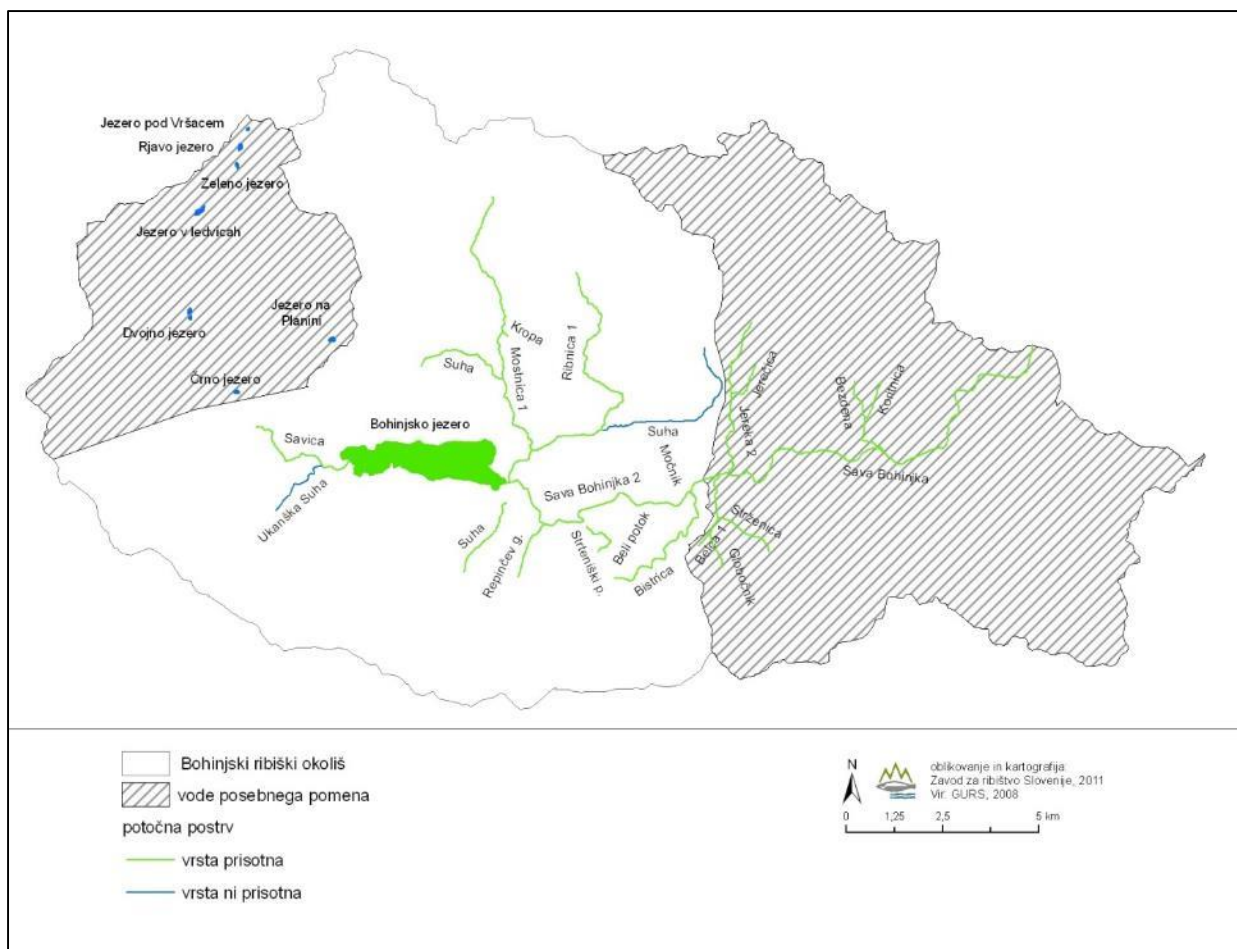 Jezero pod Vršacem
Rjavo jezero
Zeleno jezero
Jezero v ledvicah
Jezero na
Planini
Dvojno jezero
Črno jezero
Kropa
Suha
Mostnica 1
Ribnica 1
Bohinjsko jezero
Savica
Ukanška Suha
Suha
Močnik
Jerečica
Jereka 2
Bezdena
Koritnica
Sava Bohinjka
Sava Bohinjka 2
Suha
Repinčev g.
Strteniški p.
Beli potok
Bistrica
Belca 1
Strženica
Globočnik
Bohinjski ribiški okoliš
vode posebnega pomena
potočna postrv
vrsta prisotna
vrsta ni prisotna
N
oblikovanje in kartografija:
Zavod za ribištvo Slovenije, 2011
Vir: GURS, 2008
0 1,25 2,5 5 km